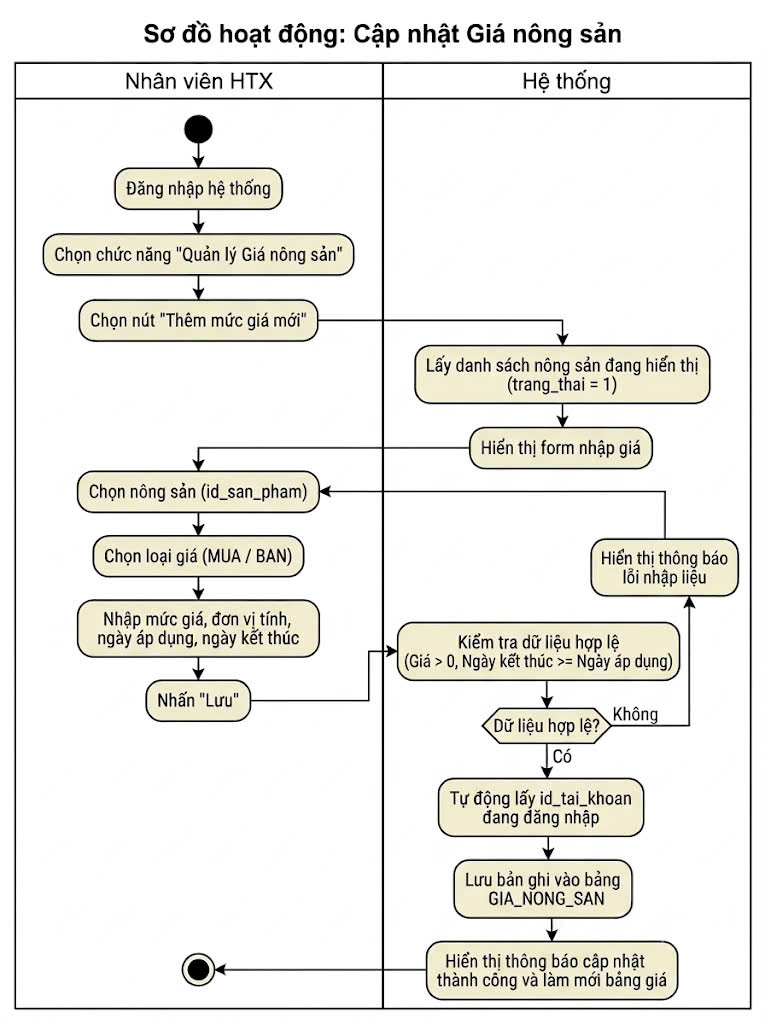 Sơ đồ hoạt động: Cập nhật Giá nông sản
Nhân viên HTX
Hệ thống
Đăng nhập hệ thống
Chọn chức năng "Quản lý Giá nông sản"
Chọn nút "Thêm mức giá mới"
Lấy danh sách nông sản đang hiển thị
(trang_thai = 1)
Hiển thị form nhập giá
Chọn nông sản (id_san_pham)
Chọn loại giá (MUA / BAN)
Hiển thị thông báo
lỗi nhập liệu
Nhập mức giá, đơn vị tính,
ngày áp dụng, ngày kết thúc
Kiểm tra dữ liệu hợp lệ
(Giá > 0, Ngày kết thúc >= Ngày áp dụng)
Nhấn "Lưu"
Dữ liệu hợp lệ?
Không
Có
Tự động lấy id_tai_khoan
đang đăng nhập
Lưu bản ghi vào bảng
GIA_NONG_SAN
Hiển thị thông báo cập nhật
thành công và làm mới bảng giá